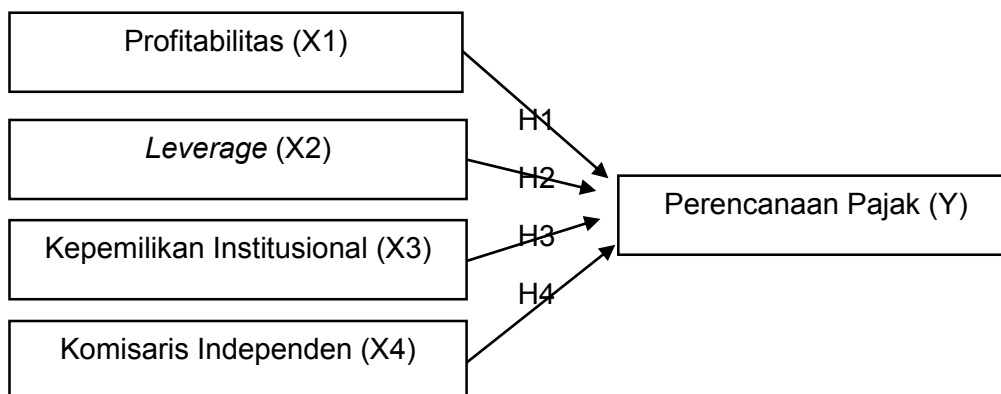 Profitabilitas (X1)
H1
Leverage (X2)
H2
Perencanaan Pajak (Y)
Kepemilikan Institusional (X3)
H3
H4
Komisaris Independen (X4)